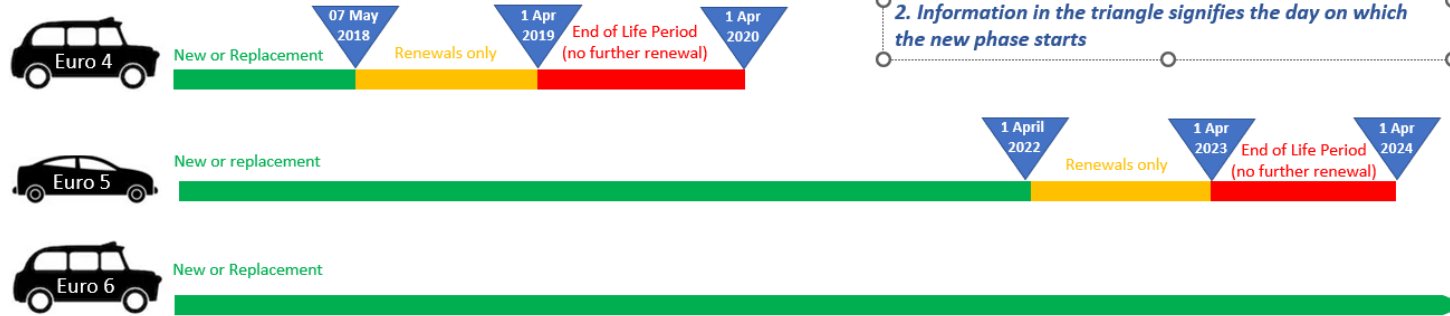 2. Information in the triangle signifies the day on which
the new phase starts
07 May
2018
1 Apr
2019
1 Apr
2020
Euro 4
New or Replacement
Renewals only
End of Life Period
(no further renewal)
1 April
2022
1 Apr
2023
1 Apr
2024
Euro 5
New or replacement
Renewals only
End of Life Period
(no further renewal)
Euro 6
New or Replacement